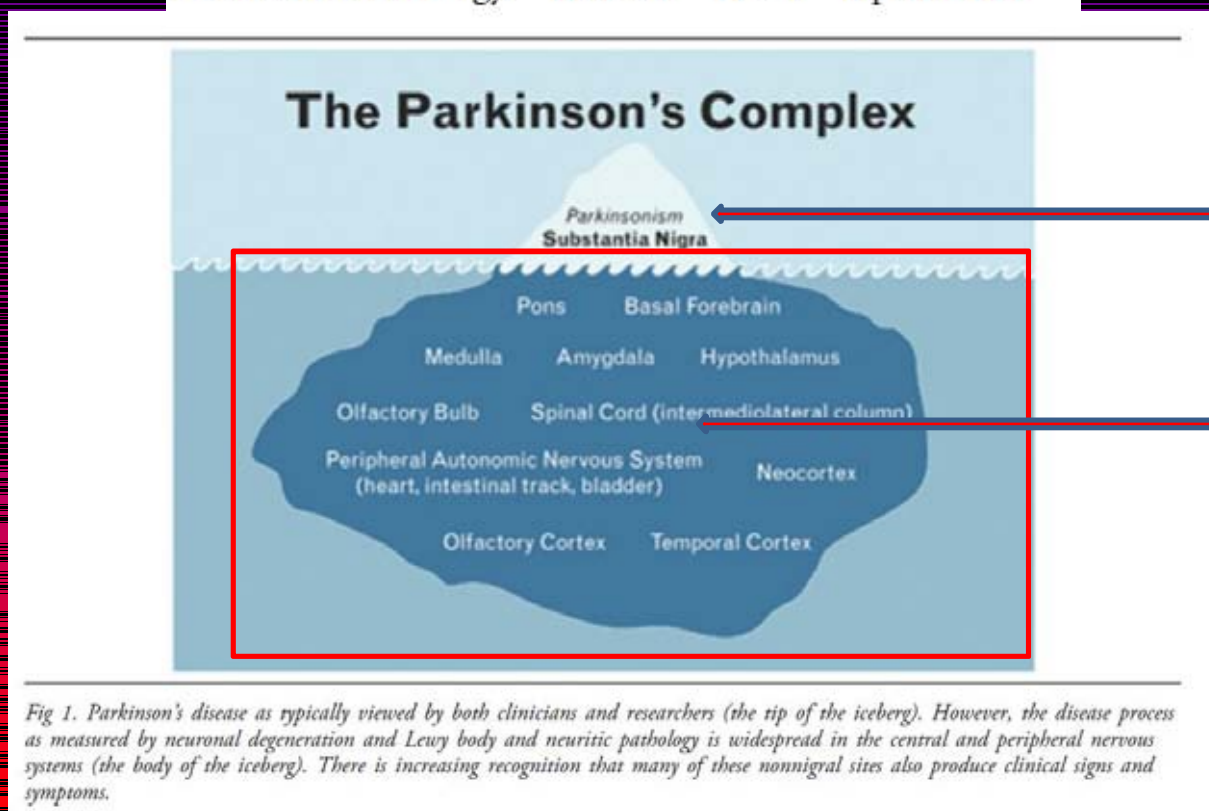 The Parkinson's Complex
Parkinsonism
Substantia Nigra
Pons Basal Forebrain
Medulla Amygdala Hypothalamus
Olfactory Bulb Spinal Cord (intermediolateral column)
Peripheral Autonomic Nervous System
(heart, intestinal track, bladder)
Neocortex
Olfactory Cortex Temporal Cortex
Fig 1. Parkinson's disease as typically viewed by both clinicians and researchers (the tip of the iceberg). However, the disease process
as measured by neuronal degeneration and Lewy body and neuritic pathology is widespread in the central and peripheral nervous
systems (the body of the iceberg). There is increasing recognition that many of these nonnigral sites also produce clinical signs and
symptoms.